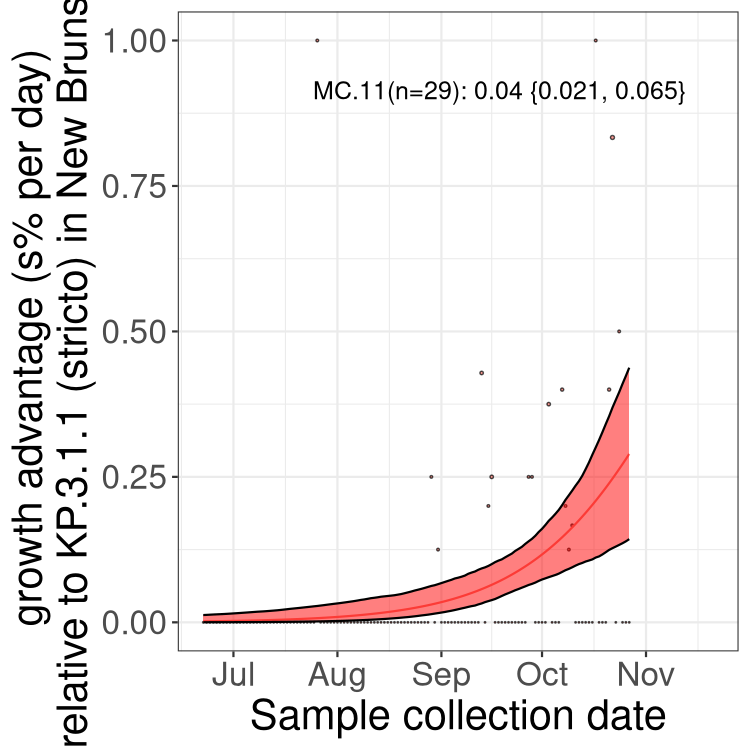 growth advantage (s% per day)
relative to KP.3.1.1 (stricto) in New Bruns
1.00
0.75
0.50
0.25
0.00
MC.11(n=29): 0.04 {0.021, 0.065}
Jul Aug Sep Oct Nov
Sample collection date